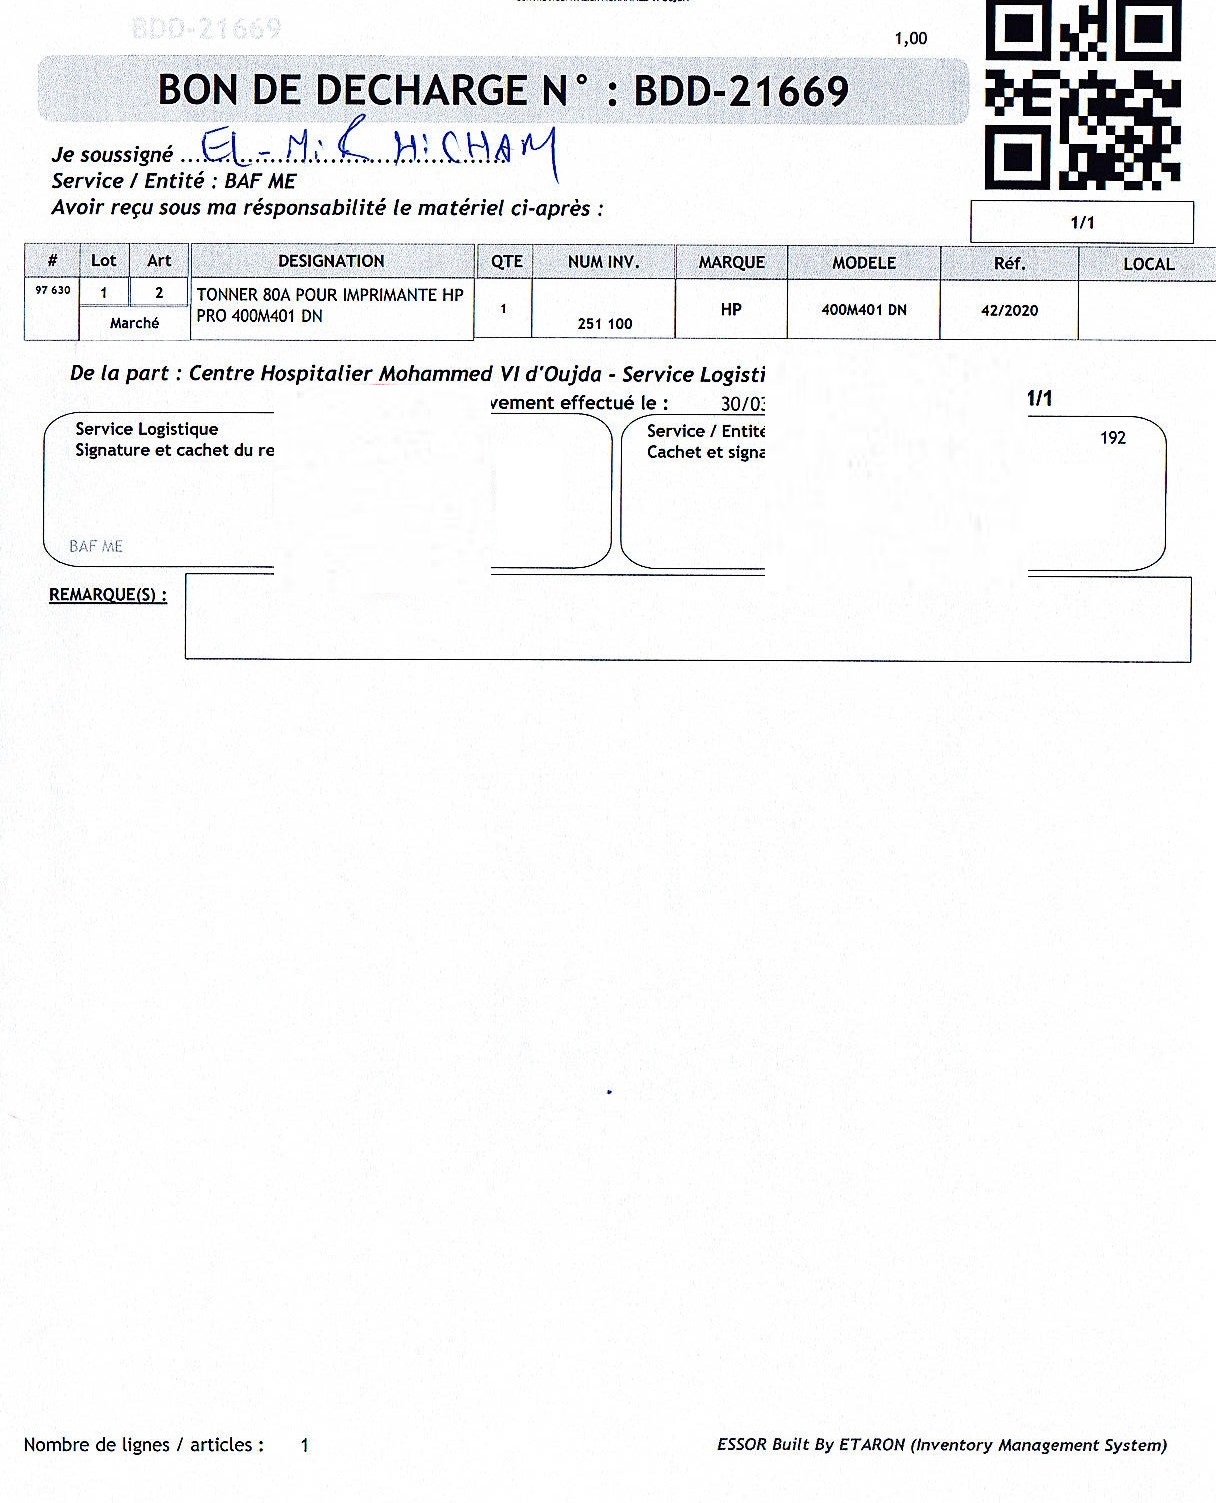 BDD-21669
1,00
BON DE DECHARGE N° : BDD-21669
Je soussigné ... EL-MiR HiCHAM
Service / Entité : BAF ME
Avoir reçu sous ma résponsabilité le matériel ci-après :
1/1
# Lot Art DESIGNATION QTE NUM INV. MARQUE MODELE Réf. LOCAL
97 630 1 2 TONNER 80A POUR IMPRIMANTE HP PRO 400M401 DN 1 251 100 HP 400M401 DN 42/2020
Marché
De la part : Centre Hospitalier Mohammed VI d'Oujda - Service Logisti
vement effectué le : 30/03
1/1
Service Logistique
Signature et cachet du re
BAF ME
Service / Entité
Cachet et signa
192
REMARQUE(S) :
Nombre de lignes / articles : 1
ESSOR Built By ETARON (Inventory Management System)